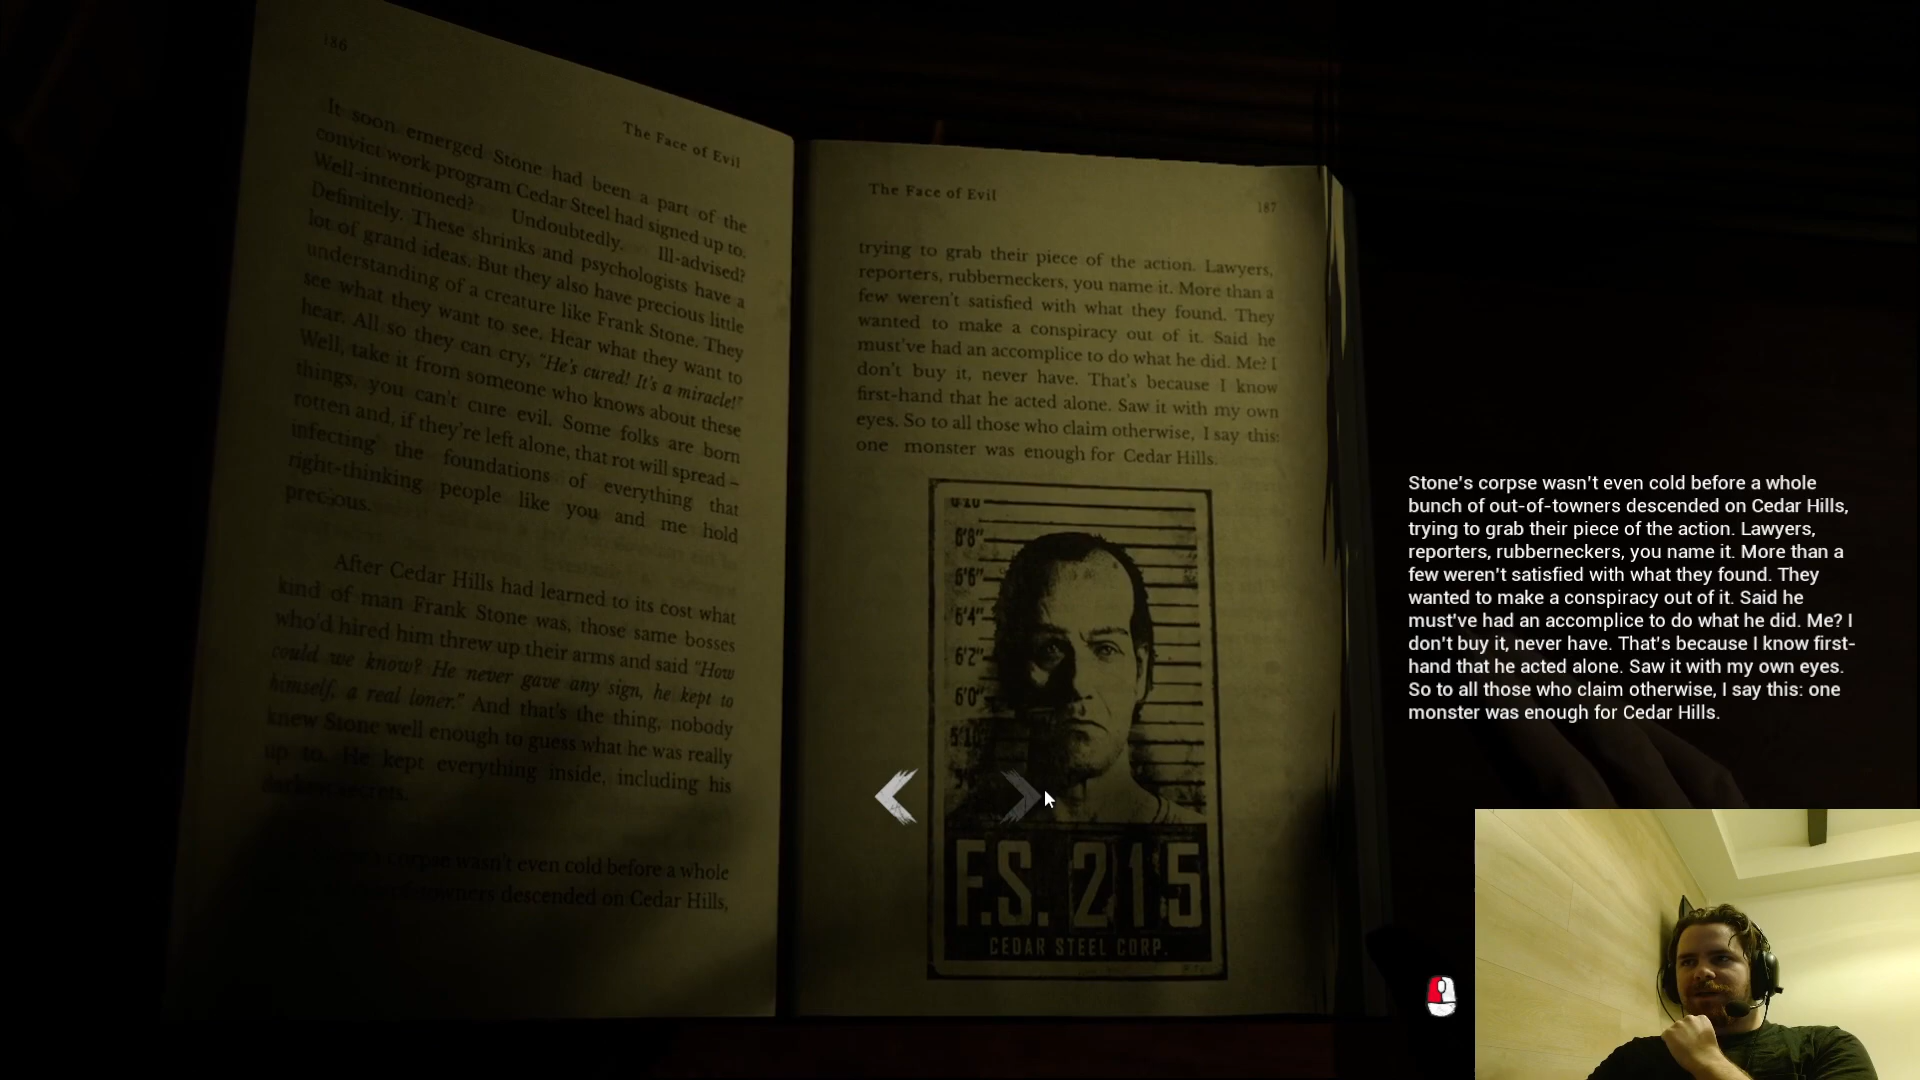 186
The Face of Evil
It soon emerged Stone had been a part of the
convict work program Cedar Steel had signed up to.
Well-intentioned? Undoubtedly. Ill-advised?
Definitely. These shrinks and psychologists have a
lot of grand ideas. But they also have precious little
understanding of a creature like Frank Stone. They
see what they want to see. Hear what they want to
hear. All so they can cry, "He's cured! It's a miracle!"
Well, take it from someone who knows about these
things, you can't cure evil. Some folks are born
rotten and, if they're left alone, that rot will spread –
infecting the foundations of everything that
right-thinking people like you and me hold
precious.
After Cedar Hills had learned to its cost what
kind of man Frank Stone was, those same bosses
who'd hired him threw up their arms and said "How
could we know? He never gave any sign, he kept to
himself, a real loner." And that's the thing, nobody
knew Stone well enough to guess what he was really
up to. He kept everything inside, including his
darkest secrets.
corpse wasn't even cold before a whole
descended on Cedar Hills,
The Face of Evil
187
trying to grab their piece of the action. Lawyers,
reporters, rubberneckers, you name it. More than a
few weren't satisfied with what they found. They
wanted to make a conspiracy out of it. Said he
must've had an accomplice to do what he did. Me? I
don't buy it, never have. That's because I know
first-hand that he acted alone. Saw it with my own
eyes. So to all those who claim otherwise, I say this:
one monster was enough for Cedar Hills.
6'10
6'8"
6'6"
6'4"
6'2"
6'0"
5'10
F.S. 215
CEDAR STEEL CORP.
Stone's corpse wasn't even cold before a whole
bunch of out-of-towners descended on Cedar Hills,
trying to grab their piece of the action. Lawyers,
reporters, rubberneckers, you name it. More than a
few weren't satisfied with what they found. They
wanted to make a conspiracy out of it. Said he
must've had an accomplice to do what he did. Me? I
don't buy it, never have. That's because I know first-
hand that he acted alone. Saw it with my own eyes.
So to all those who claim otherwise, I say this: one
monster was enough for Cedar Hills.